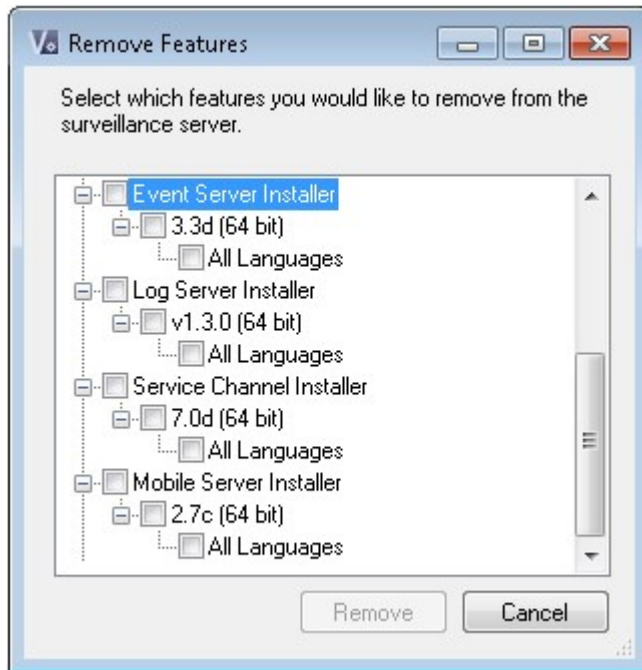 Remove Features
Select which features you would like to remove from the
surveillance server.
Event Server Installer
3.3d (64 bit)
All Languages
Log Server Installer
v1.3.0 (64 bit)
All Languages
Service Channel Installer
7.0d (64 bit)
All Languages
Mobile Server Installer
2.7c (64 bit)
All Languages
Remove
Cancel